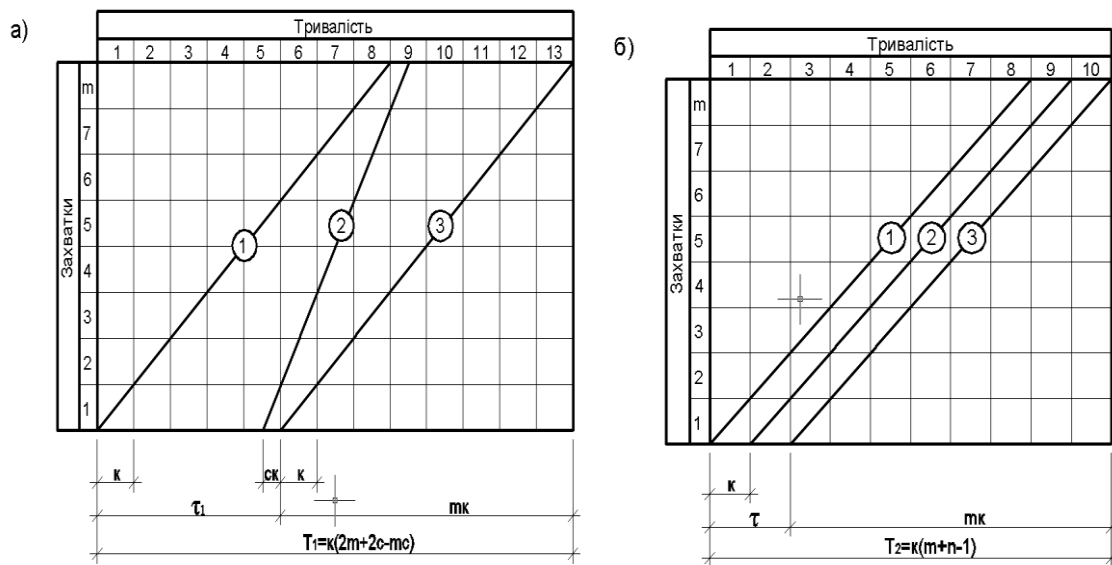 а)
Тривалість
1 2 3 4 5 6 7 8 9 10 11 12 13
Захватки
m
7
6
5
4
3
2
1
1
2
3
к
ск
к
τ1
mк
T1=к(2m+2c-mc)
б)
Тривалість
1 2 3 4 5 6 7 8 9 10
Захватки
m
7
6
5
4
3
2
1
1 2 3
к
τ
mк
T2=к(m+n-1)